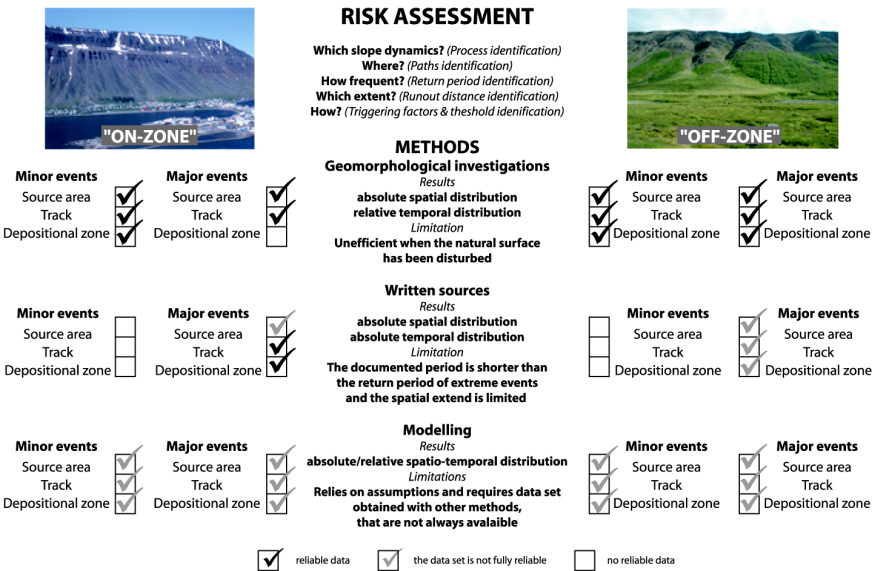 RISK ASSESSMENT
Which slope dynamics? (Process identification)
Where? (Paths identification)
How frequent? (Return period identification)
Which extent? (Runout distance identification)
How? (Triggering factors & theshold idenification)
"ON-ZONE"
"OFF-ZONE"
METHODS
Geomorphological investigations
Results
absolute spatial distribution
relative temporal distribution
Limitation
Unefficient when the natural surface
has been disturbed
Minor events
Source area
Track
Depositional zone
Major events
Source area
Track
Depositional zone
Minor events
Source area
Track
Depositional zone
Major events
Source area
Track
Depositional zone
Written sources
Results
absolute spatial distribution
absolute temporal distribution
Limitation
The documented period is shorter than
the return period of extreme events
and the spatial extend is limited
Minor events
Source area
Track
Depositional zone
Major events
Source area
Track
Depositional zone
Minor events
Source area
Track
Depositional zone
Major events
Source area
Track
Depositional zone
Modelling
Results
absolute/relative spatio-temporal distribution
Limitations
Relies on assumptions and requires data set
obtained with other methods,
that are not always avalaible
Minor events
Source area
Track
Depositional zone
Major events
Source area
Track
Depositional zone
Minor events
Source area
Track
Depositional zone
Major events
Source area
Track
Depositional zone
reliable data
the data set is not fully reliable
no reliable data